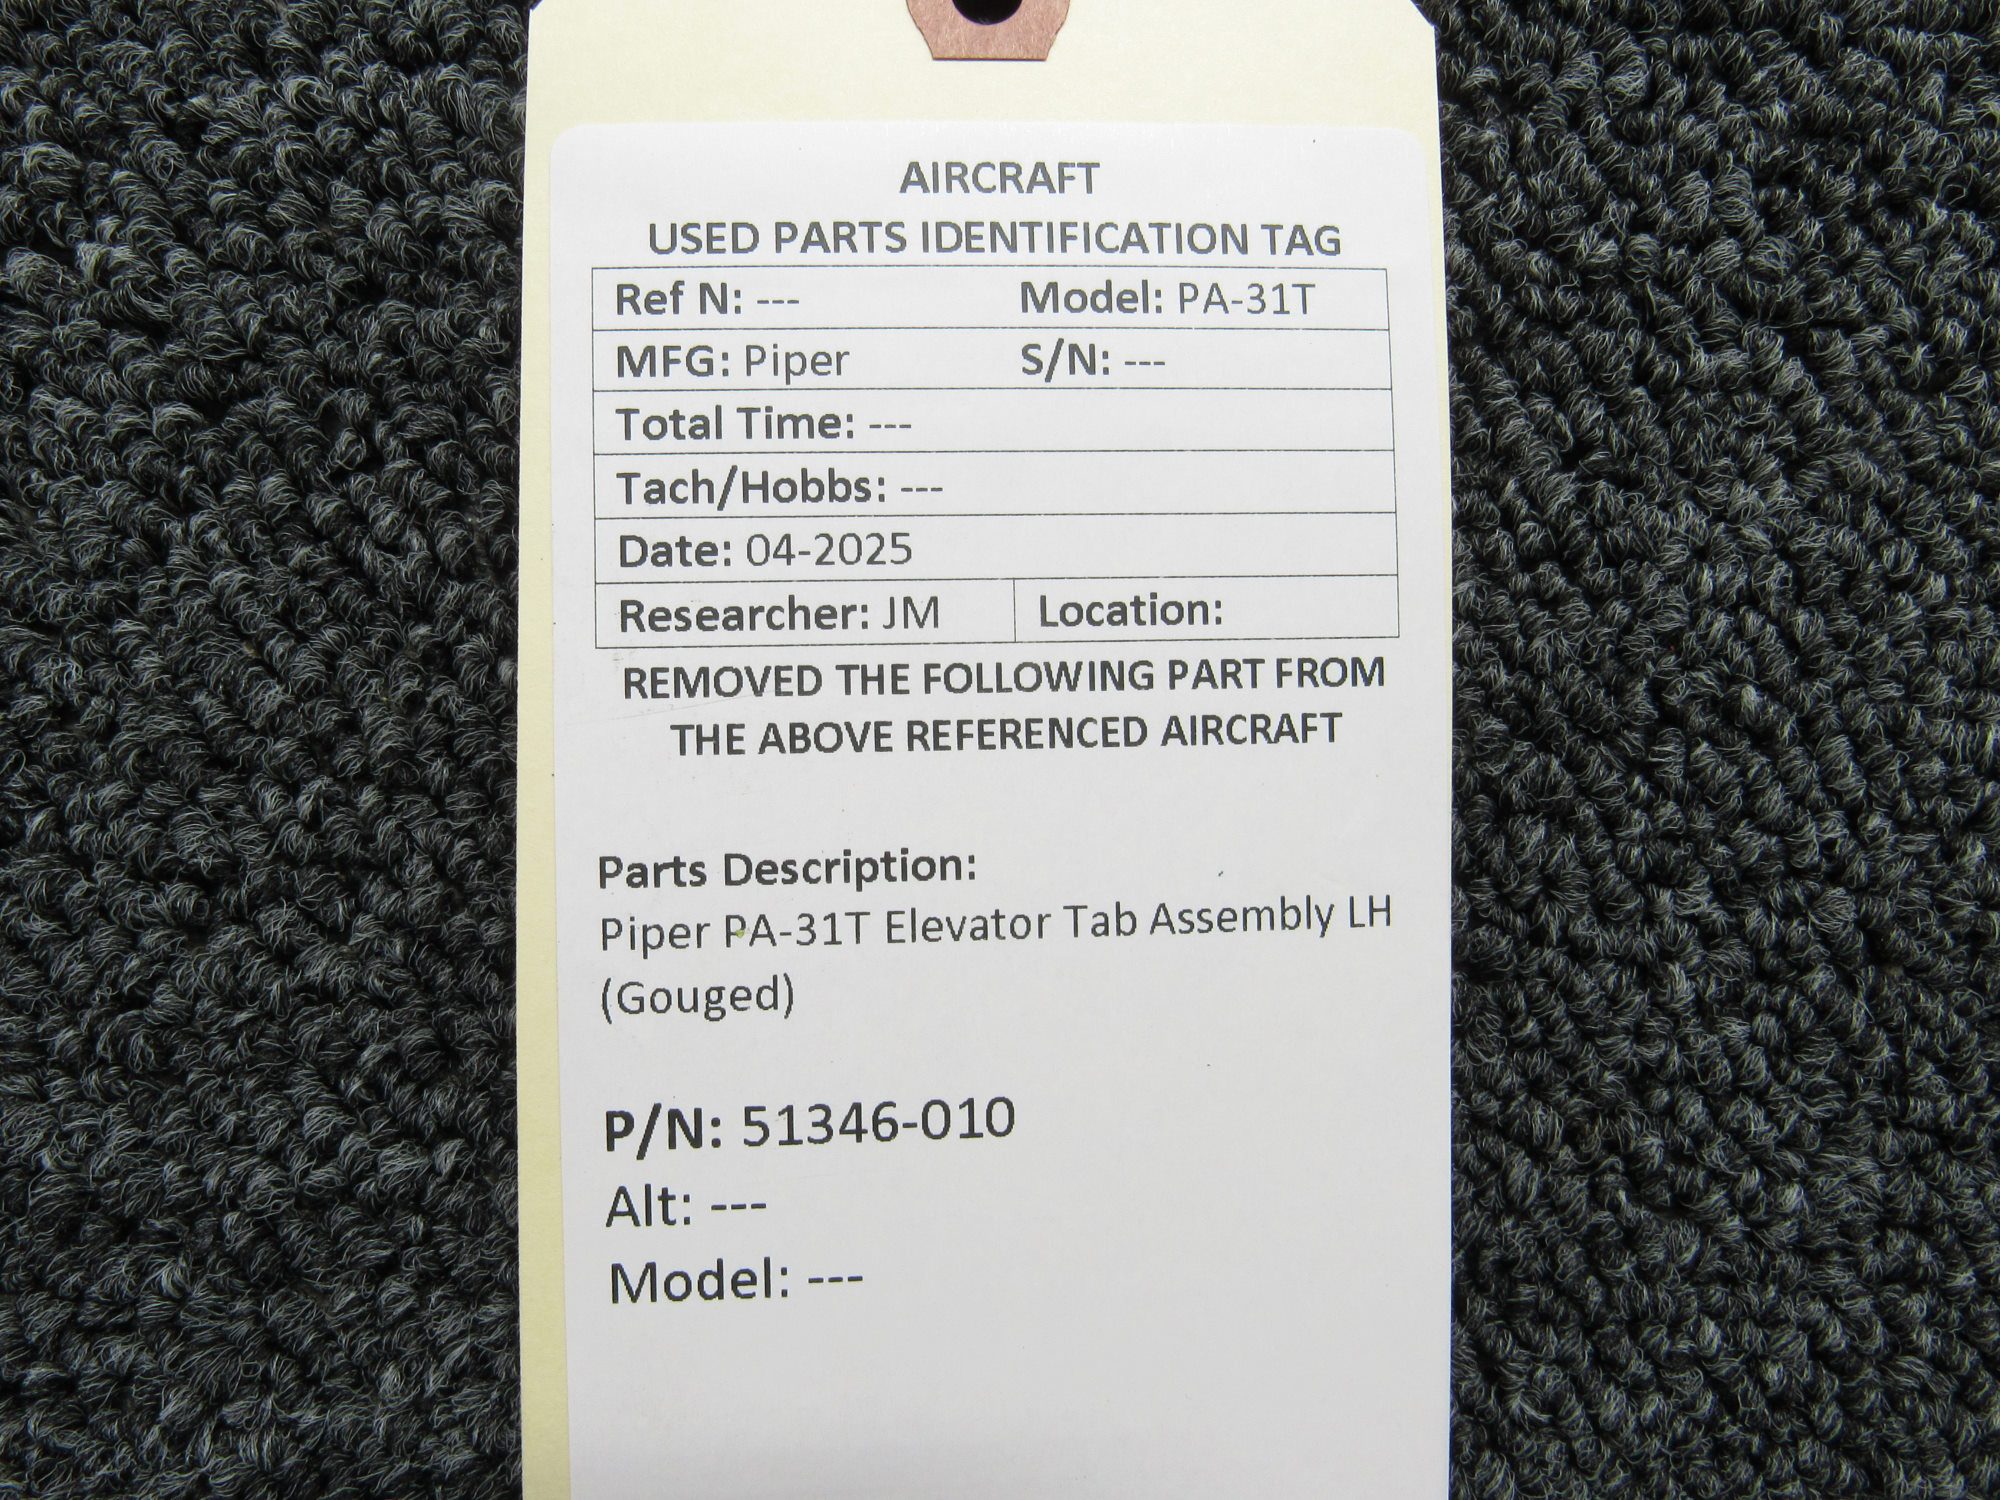 AIRCRAFT
USED PARTS IDENTIFICATION TAG
Ref N: --- Model: PA-31T
MFG: Piper S/N: ---
Total Time: ---
Tach/Hobbs: ---
Date: 04-2025
Researcher: JM Location:
REMOVED THE FOLLOWING PART FROM
THE ABOVE REFERENCED AIRCRAFT
Parts Description:
Piper PA-31T Elevator Tab Assembly LH
(Gouged)
P/N: 51346-010
Alt: ---
Model: ---